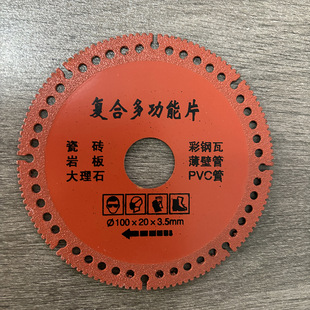 复合多功能片
瓷砖
岩板
大理石
彩钢瓦
薄壁管
PVC管
Ø100×20×3.5mm